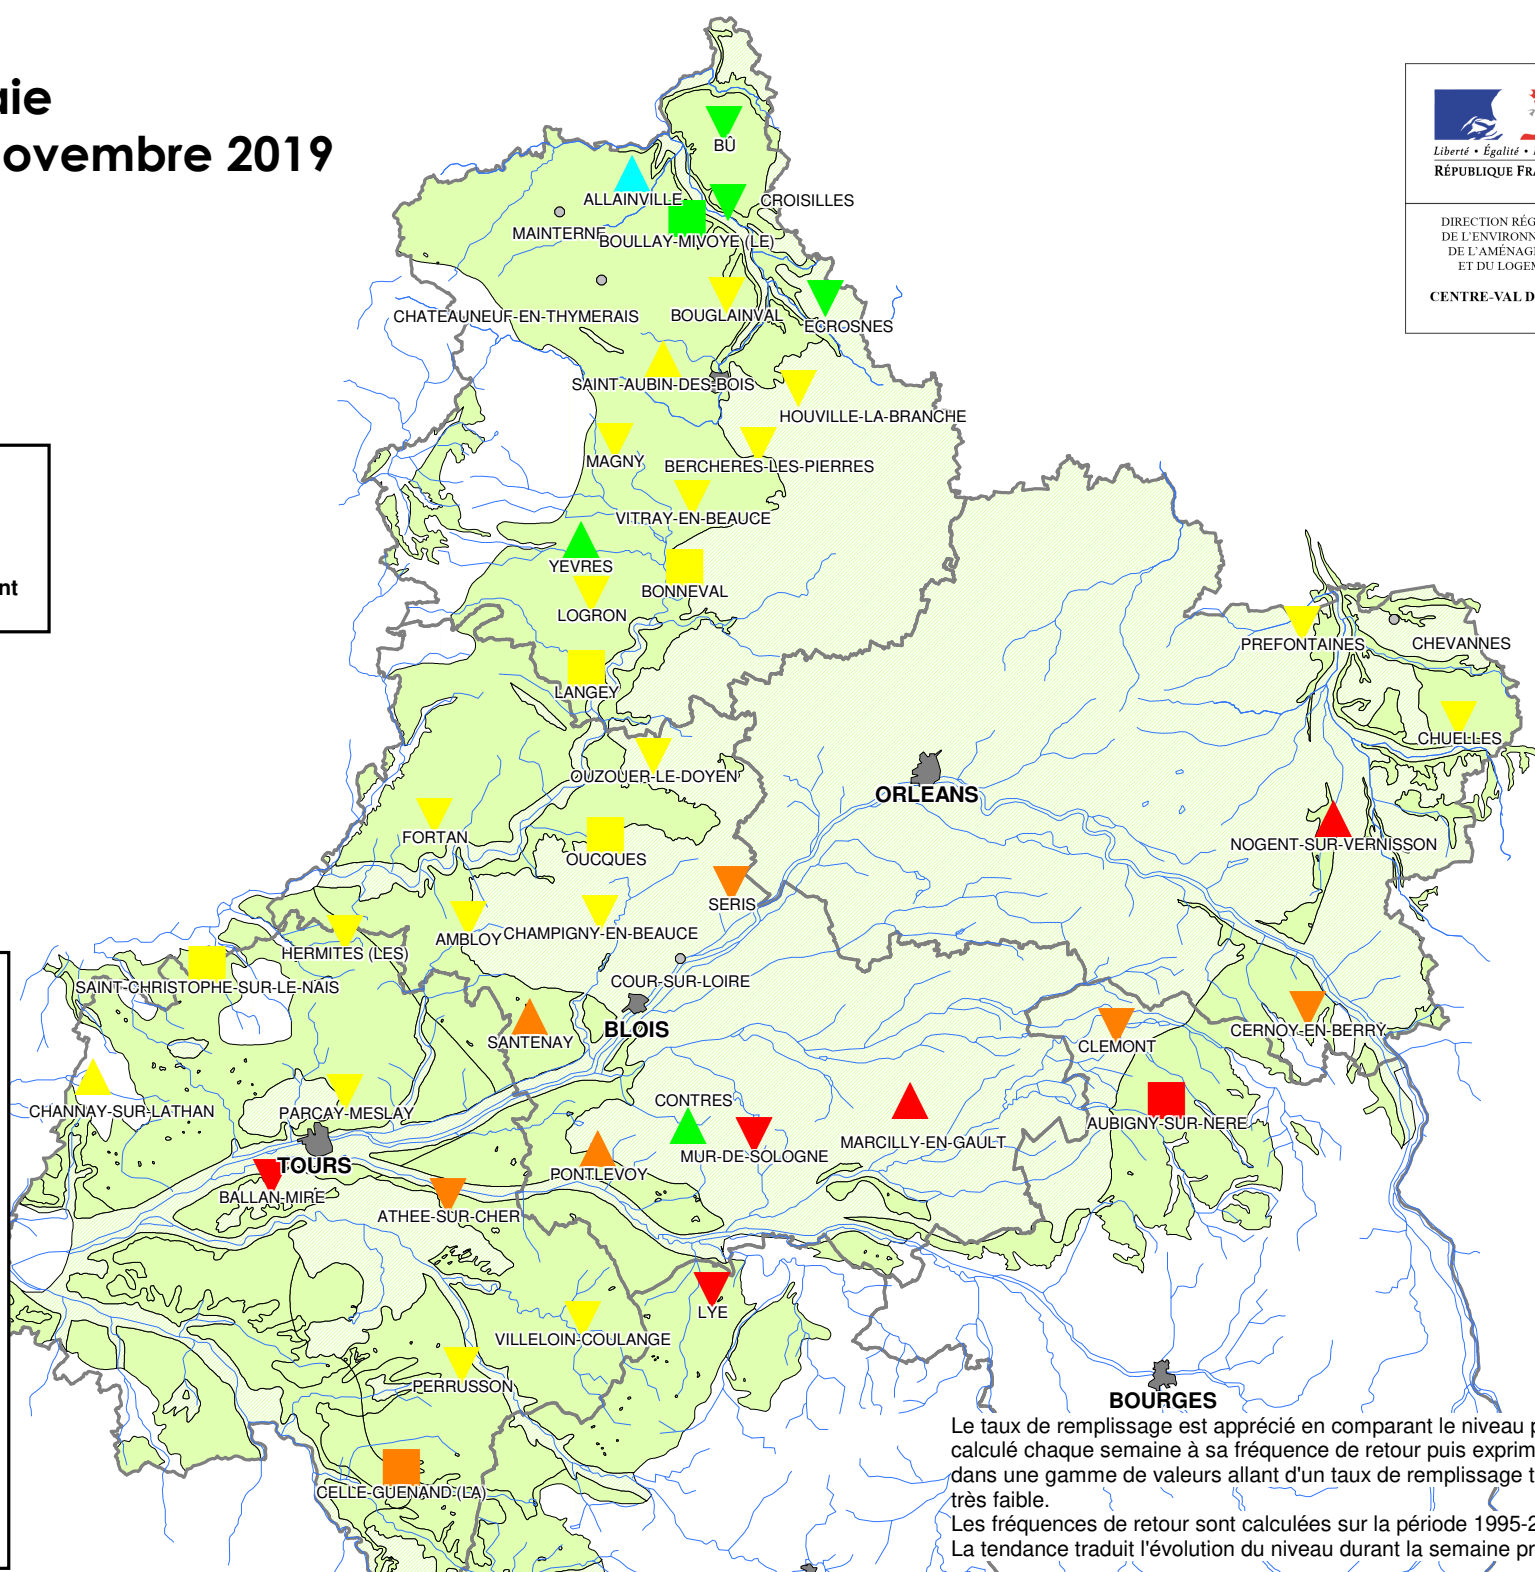 aie
ovembre 2019
Liberté • Égalité •
RÉPUBLIQUE FRA
DIRECTION RÉG
DE L'ENVIRONN
DE L'AMÉNAGE
ET DU LOGEM
CENTRE-VAL D
nt
BÛ
ALLAINVILLE
CROISILLES
MAINTERNE
BOULLAY-MIVOYE (LE)
CHATEAUNEUF-EN-THYMERAIS
BOUGLAINVAL
ECROSNES
SAINT-AUBIN-DES-BOIS
HOUVILLE-LA-BRANCHE
MAGNY
BERCHERES-LES-PIERRES
VITRAY-EN-BEAUCE
YEVRES
BONNEVAL
LOGRON
PREFONTAINES
CHEVANNES
LANGEY
CHUELLES
OUZOUER-LE-DOYEN
ORLEANS
FORTAN
NOGENT-SUR-VERNISSON
OUCQUES
SERIS
AMBLOY
CHAMPIGNY-EN-BEAUCE
HERMITES (LES)
COUR-SUR-LOIRE
SAINT-CHRISTOPHE-SUR-LE-NAIS
BLOIS
CERNOY-EN-BERRY
SANTENAY
CLEMONT
CONTRES
CHANNAY-SUR-LATHAN
PARCAY-MESLAY
AUBIGNY-SUR-NERE
MARCILLY-EN-GAULT
MUR-DE-SOLOGNE
TOURS
PONTLEVOY
BALLAN-MIRE
ATHEE-SUR-CHER
LYE
VILLELOIN-COULANGE
PERRUSSON
BOURGES
CELLE-GUENAND (LA)
Le taux de remplissage est apprécié en comparant le niveau p
calculé chaque semaine à sa fréquence de retour puis exprim
dans une gamme de valeurs allant d'un taux de remplissage t
très faible.
Les fréquences de retour sont calculées sur la période 1995-2
La tendance traduit l'évolution du niveau durant la semaine pr